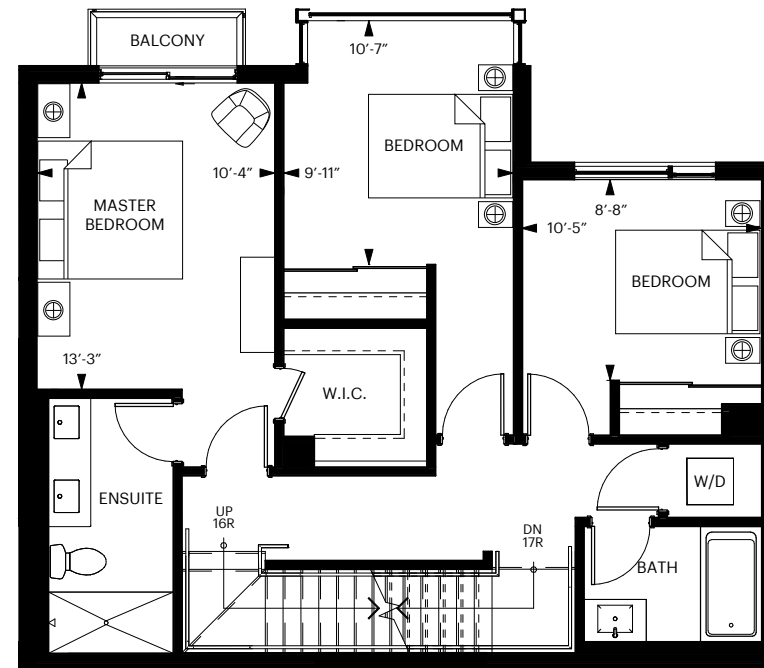 BALCONY
10'-7"
BEDROOM
10'-4"
9'-11"
MASTER
BEDROOM
8'-8"
10'-5"
BEDROOM
13'-3"
W.I.C.
W/D
ENSUITE
UP
16R
DN
17R
BATH